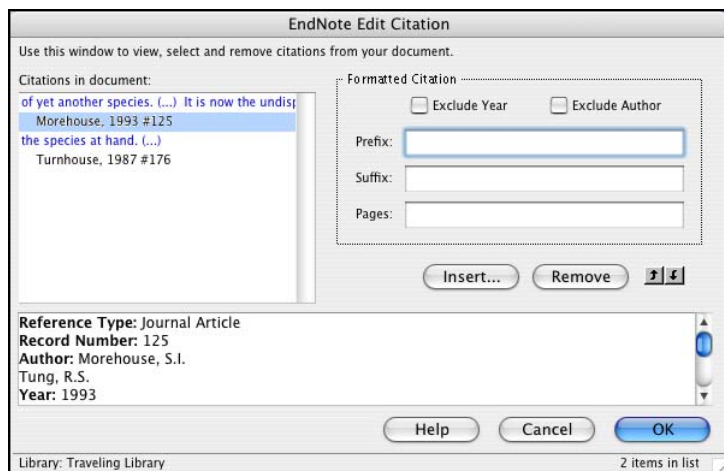 EndNote Edit Citation
Use this window to view, select and remove citations from your document.
Citations in document:
of yet another species. (...) It is now the undisp
Morehouse, 1993 #125
the species at hand. (...)
Turnhouse, 1987 #176
Formatted Citation
Exclude Year
Exclude Author
Prefix:
Suffix:
Pages:
Insert...
Remove
Reference Type: Journal Article
Record Number: 125
Author: Morehouse, S.I.
Tung, R.S.
Year: 1993
Help
Cancel
OK
Library: Traveling Library
2 items in list